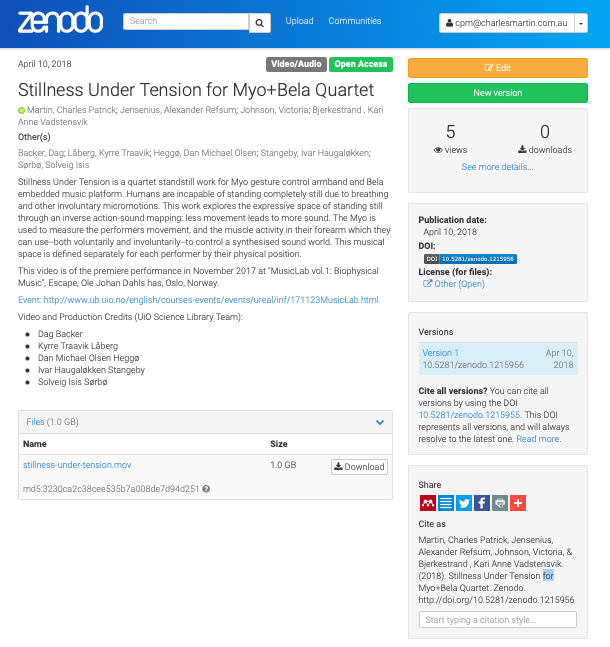 zenodo
Search
Upload
Communities
cpm@charlesmartin.com.au
April 10, 2018
Video/Audio
Open Access
Stillness Under Tension for Myo+Bela Quartet
Martin, Charles Patrick; Jensenius, Alexander Refsum; Johnson, Victoria; Bjerkestrand , Kari
Anne Vadstensvik
Other(s)
Backer, Dag; Låberg, Kyrre Traavik; Heggø, Dan Michael Olsen; Stangeby, Ivar Haugaløkken;
Sørbø, Solveig Isis
Stillness Under Tension is a quartet standstill work for Myo gesture control armband and Bela
embedded music platform. Humans are incapable of standing completely still due to breathing
and other involuntary micromotions. This work explores the expressive space of standing still
through an inverse action-sound mapping: less movement leads to more sound. The Myo is
used to measure the performers movement, and the muscle activity in their forearm which they
can use--both voluntarily and involuntarily--to control a synthesised sound world. This musical
space is defined separately for each performer by their physical position.
This video is of the premiere performance in November 2017 at "MusicLab vol.1: Biophysical
Music", Escape, Ole Johan Dahls has, Oslo, Norway.
Event: http://www.ub.uio.no/english/courses-events/events/ureal/inf/171123MusicLab.html
Video and Production Credits (UiO Science Library Team):
Dag Backer
Kyrre Traavik Låberg
Dan Michael Olsen Heggø
Ivar Haugaløkken Stangeby
Solveig Isis Sørbø
Files (1.0 GB)
Name Size
stillness-under-tension.mov 1.0 GB Download
md5:3230ca2c38cee535b7a008de7d94d251
Edit
New version
5 0
views downloads
See more details...
Publication date:
April 10, 2018
DOI:
DOI 10.5281/zenodo.1215956
License (for files):
Other (Open)
Versions
Version 1 Apr 10,
10.5281/zenodo.1215956 2018
Cite all versions? You can cite all
versions by using the DOI
10.5281/zenodo.1215955. This DOI
represents all versions, and will always
resolve to the latest one. Read more.
Share
Cite as
Martin, Charles Patrick, Jensenius,
Alexander Refsum, Johnson, Victoria, &
Bjerkestrand , Kari Anne Vadstensvik.
(2018). Stillness Under Tension for
Myo+Bela Quartet. Zenodo.
http://doi.org/10.5281/zenodo.1215956
Start typing a citation style...